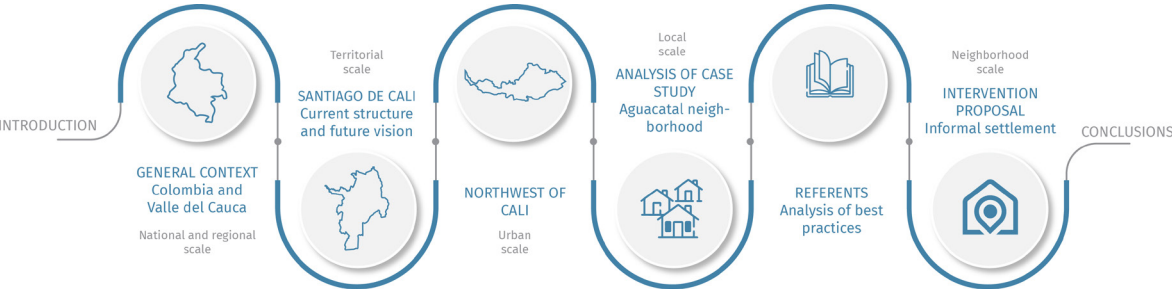 INTRODUCTION
GENERAL CONTEXT
Colombia and
Valle del Cauca
National and regional
scale
Territorial
scale
SANTIAGO DE CALI
Current structure
and future vision
NORTHWEST OF
CALI
Urban
scale
Local
scale
ANALYSIS OF CASE
STUDY
Aguacatal neigh-
borhood
REFERENTS
Analysis of best
practices
Neighborhood
scale
INTERVENTION
PROPOSAL
Informal settlement
CONCLUSIONS